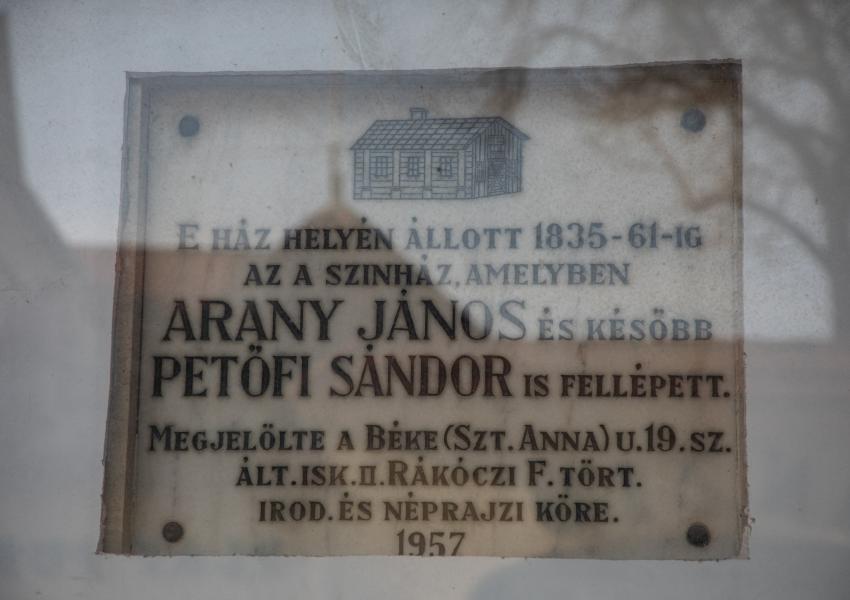 E HÁZ HELYÉN ÁLLOTT 1835-61-IG
AZ A SZINHÁZ, AMELYBEN
ARANY JÁNOS ÉS KÉSŐBB
PETŐFI SÁNDOR IS FELLÉPETT.
MEGJELÖLTE A BÉKE (SZT. ANNA) U. 19. SZ.
ÁLT. ISK. II. RÁKÓCZI F. TÖRT.
IROD. ÉS NÉPRAJZI KÖRE.
1957